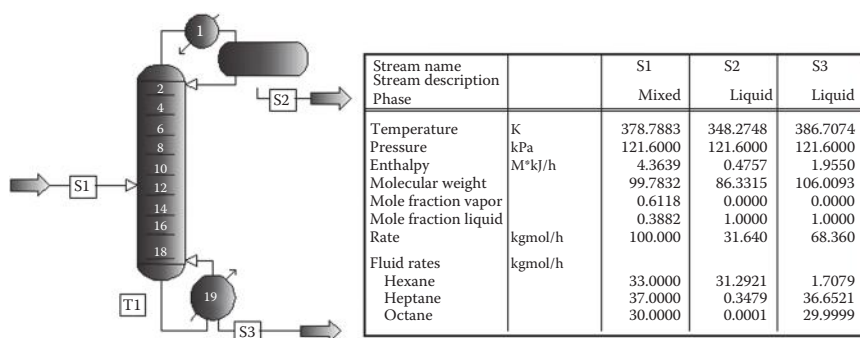 1
2
4
6
8
10
12
14
16
18
19
S1
S2
S3
T1
Stream name S1 S2 S3
Stream description
Phase Mixed Liquid Liquid
Temperature K 378.7883 348.2748 386.7074
Pressure kPa 121.6000 121.6000 121.6000
Enthalpy M*kJ/h 4.3639 0.4757 1.9550
Molecular weight 99.7832 86.3315 106.0093
Mole fraction vapor 0.6118 0.0000 0.0000
Mole fraction liquid 0.3882 1.0000 1.0000
Rate kgmol/h 100.000 31.640 68.360
Fluid rates kgmol/h
Hexane 33.0000 31.2921 1.7079
Heptane 37.0000 0.3479 36.6521
Octane 30.0000 0.0001 29.9999